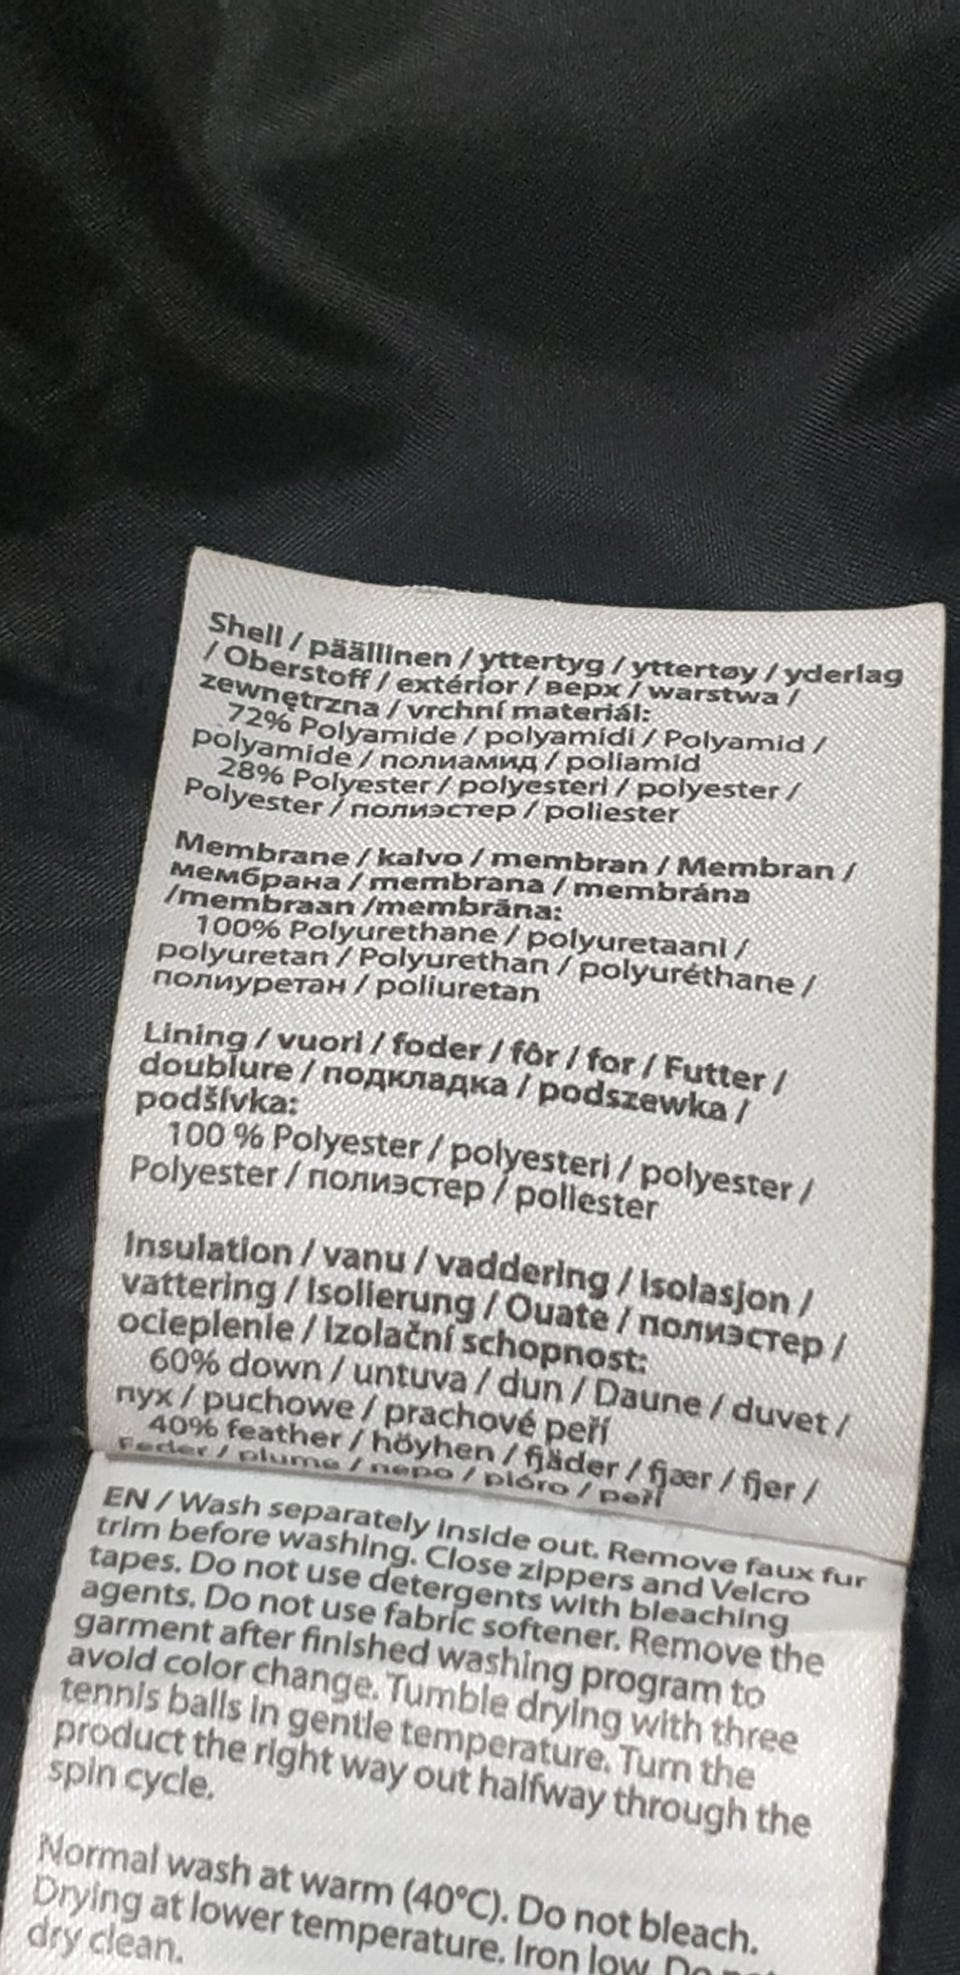 Shell / päällinen / yttertyg / yttertøy / yderlag
/ Oberstoff / extérior / верх / warstwa /
zewnętrzna / vrchní materiál:
72% Polyamide / polyamidi / Polyamid /
polyamide / полиамид / poliamid
28% Polyester / polyesteri / polyester /
Polyester / полиэстер / poliester
Membrane / kalvo / membran / Membran /
мембрана / membrana / membrána
/membraan /membrāna:
100% Polyurethane / polyuretaani /
polyuretan / Polyurethan / polyuréthane /
полиуретан / poliuretan
Lining / vuori / foder / fôr / for / Futter /
doublure / подкладка / podszewka /
podšívka:
100 % Polyester / polyesteri / polyester /
Polyester / полиэстер / poliester
Insulation / vanu / vaddering / Isolasjon /
vattering / Isolierung / Ouate / полиэстер /
ocieplenie / izolační schopnost:
60% down / untuva / dun / Daune / duvet /
пух / puchowe / prachové peří
40% feather / höyhen / fjäder / fjær / fjer /
Feder / plume / перо / pióro / peří
EN / Wash separately inside out. Remove faux fur
trim before washing. Close zippers and Velcro
tapes. Do not use detergents with bleaching
agents. Do not use fabric softener. Remove the
garment after finished washing program to
avoid color change. Tumble drying with three
tennis balls in gentle temperature. Turn the
product the right way out halfway through the
spin cycle.
Normal wash at warm (40°C). Do not bleach.
Drying at lower temperature. Iron low. Do not
dry clean.